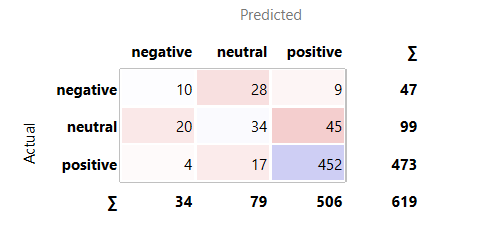 Predicted
negative neutral positive ∑
negative 10 28 9 47
neutral 20 34 45 99
positive 4 17 452 473
∑ 34 79 506 619
Actual